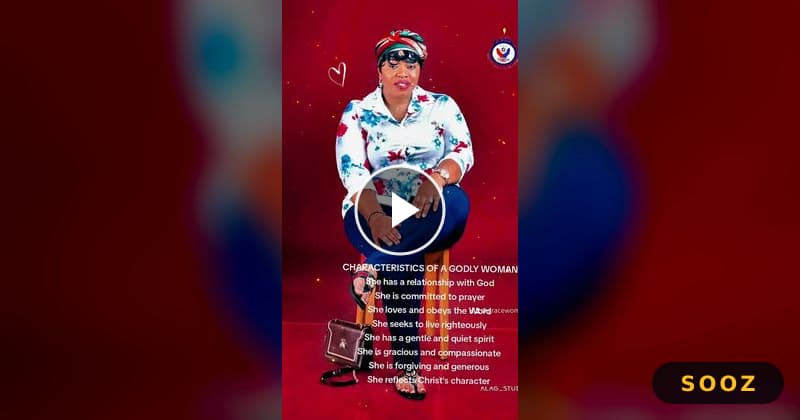 CHARACTERISTICS OF A GODLY WOMAN
She has a relationship with God
She is committed to prayer
She loves and obeys the Word
She seeks to live righteously
She has a gentle and quiet spirit
She is gracious and compassionate
She is forgiving and generous
She reflects Christ's character
SOOZ